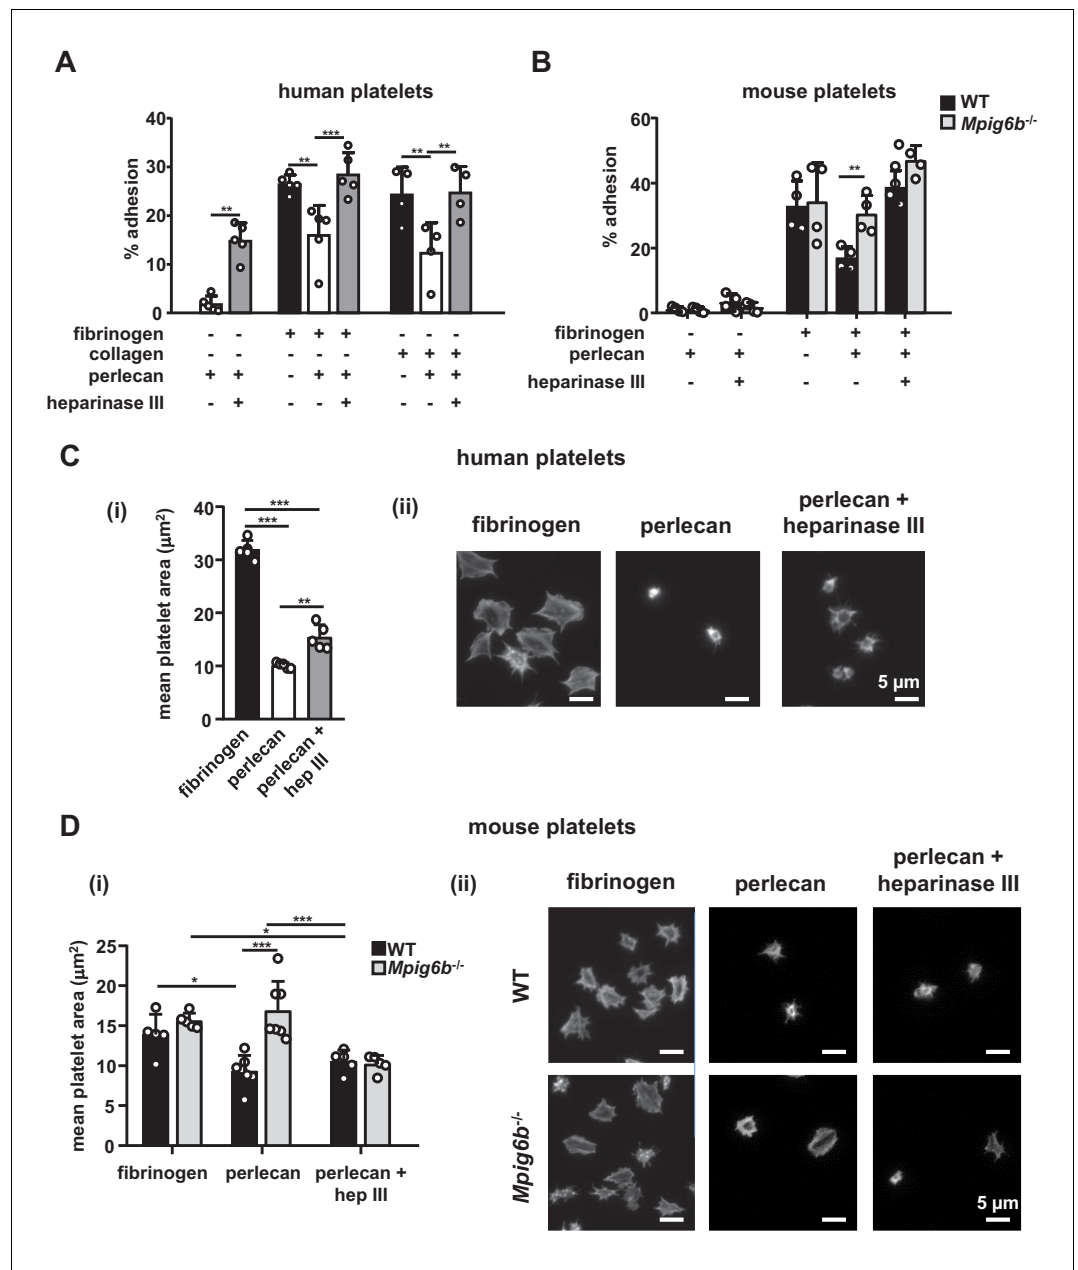 A
human platelets
% adhesion
40
30
20
10
0
**
**
***
**
**
fibrinogen - - + + + - - -
collagen - - - - - + + +
perlecan + + - + + - + +
heparinase III - + - - + - - +
B
mouse platelets
WT
Mpig6b-/-
% adhesion
60
40
20
0
**
fibrinogen - - + + +
perlecan + + - + +
heparinase III - + - - +
C
human platelets
(i)
mean platelet area (µm²)
40
30
20
10
0
***
***
**
fibrinogen
perlecan
perlecan +
hep III
(ii)
fibrinogen
perlecan
perlecan +
heparinase III
5 µm
D
mouse platelets
(i)
mean platelet area (µm²)
25
20
15
10
5
0
***
*
***
*
WT
Mpig6b-/-
fibrinogen
perlecan
perlecan +
hep III
(ii)
fibrinogen
perlecan
perlecan +
heparinase III
WT
Mpig6b-/-
5 µm